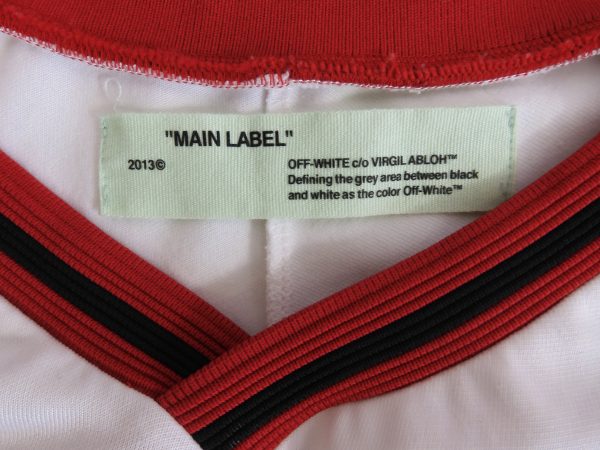 "MAIN LABEL"
2013©
OFF-WHITE c/o VIRGIL ABLOH™
Defining the grey area between black
and white as the color Off-White™